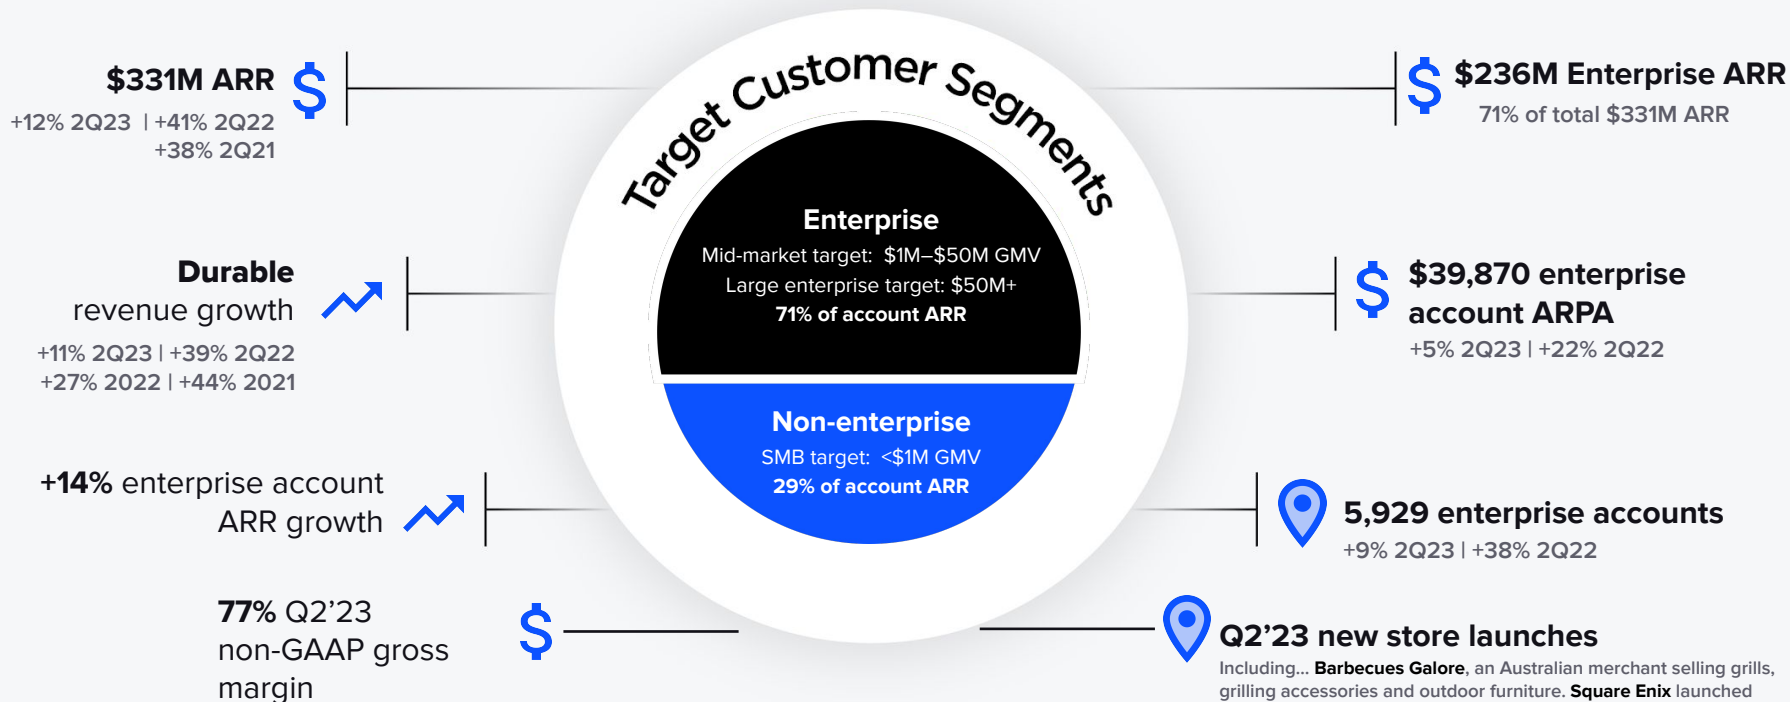 Target Customer Segments
$331M ARR
+12% 2Q23 | +41% 2Q22
+38% 2Q21
Durable
revenue growth
+11% 2Q23 | +39% 2Q22
+27% 2022 | +44% 2021
+14% enterprise account
ARR growth
77% Q2’23
non-GAAP gross
margin
Enterprise
Mid-market target: $1M–$50M GMV
Large enterprise target: $50M+
71% of account ARR
Non-enterprise
SMB target: <$1M GMV
29% of account ARR
$236M Enterprise ARR
71% of total $331M ARR
$39,870 enterprise
account ARPA
+5% 2Q23 | +22% 2Q22
5,929 enterprise accounts
+9% 2Q23 | +38% 2Q22
Q2’23 new store launches
Including... Barbecues Galore, an Australian merchant selling grills,
grilling accessories and outdoor furniture. Square Enix launched